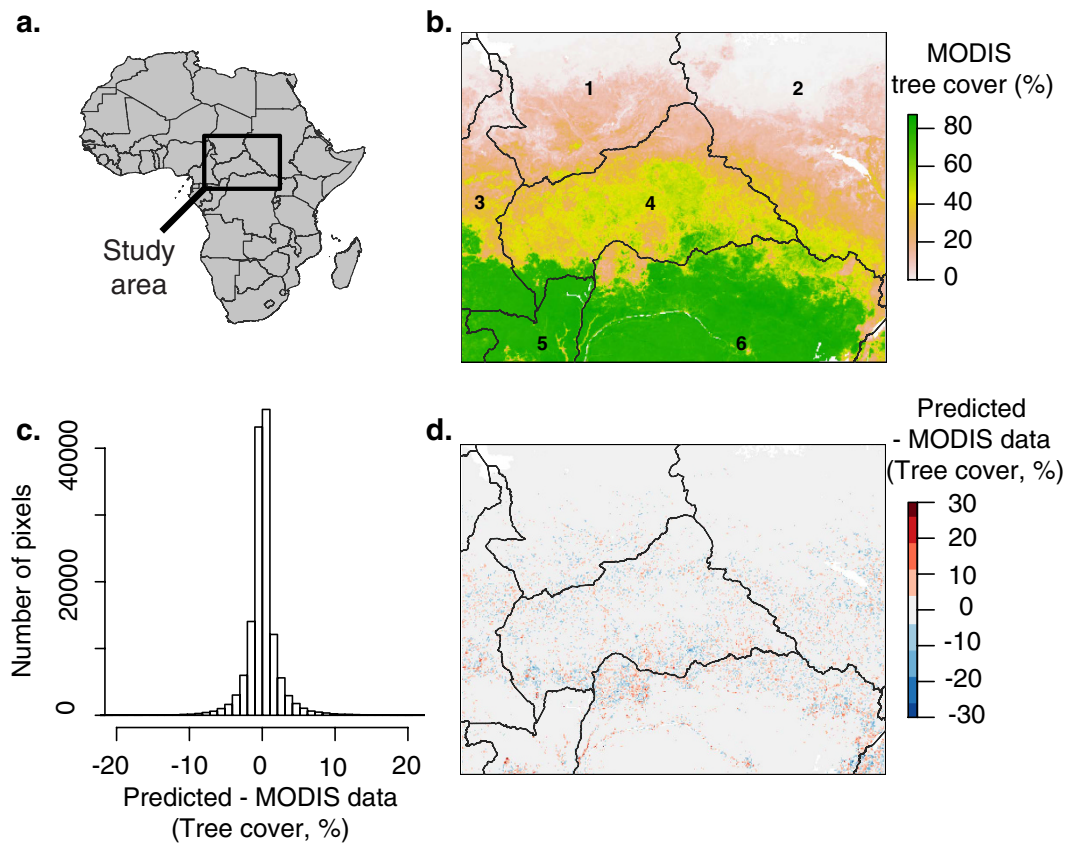 a.
Study
area
b.
1
2
3
4
5
6
MODIS
tree cover (%)
80
60
40
20
0
c.
Number of pixels
40000
20000
0
-20
-10
0
10
20
Predicted - MODIS data
(Tree cover, %)
d.
Predicted
- MODIS data
(Tree cover, %)
30
20
10
0
-10
-20
-30